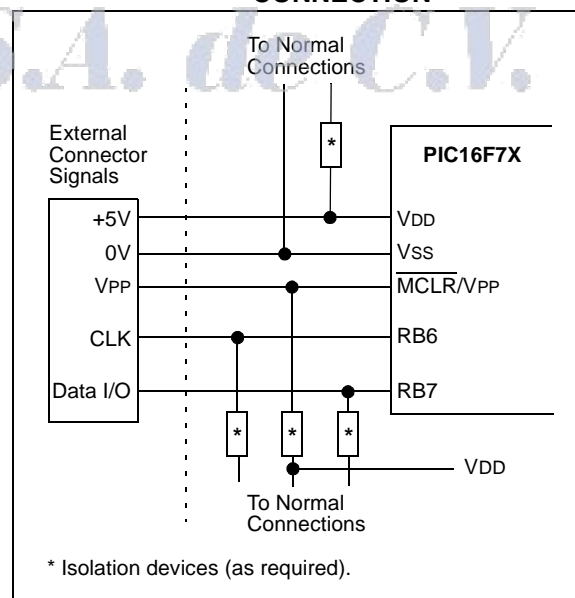 CONNECTION
S.A. de C.V.
To Normal
Connections
External
Connector
Signals
*
PIC16F7X
+5V
VDD
0V
VSS
VPP
MCLR/VPP
CLK
RB6
Data I/O
RB7
* * *
VDD
To Normal
Connections
* Isolation devices (as required).